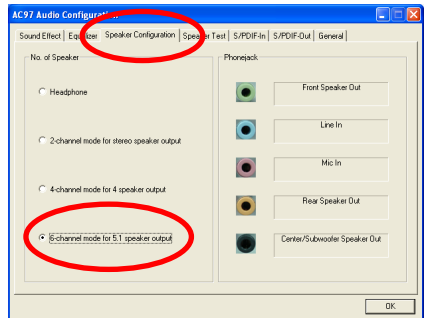 AC97 Audio Configuration
Sound Effect Equalizer Speaker Configuration Speaker Test S/PDIF-In S/PDIF-Out General
No. of Speaker
Headphone
2-channel mode for stereo speaker output
4-channel mode for 4 speaker output
6-channel mode for 5.1 speaker output
Phonejack
Front Speaker Out
Line In
Mic In
Rear Speaker Out
Center/Subwoofer Speaker Out
OK